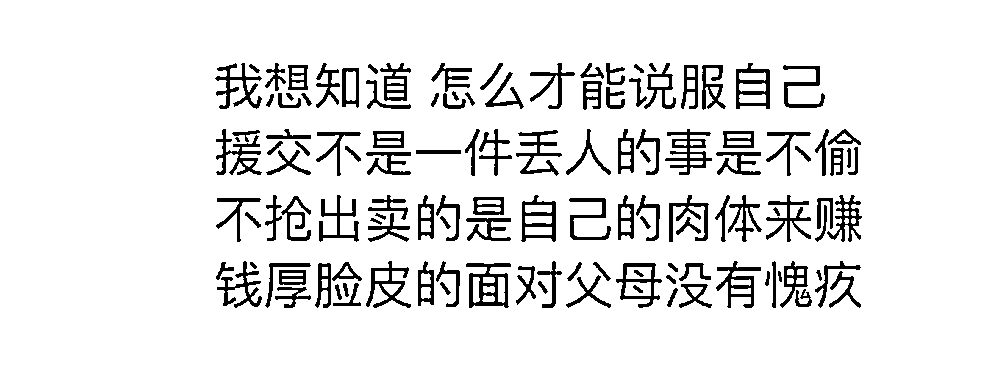 我想知道 怎么才能说服自己
援交不是一件丢人的事是不偷
不抢出卖的是自己的肉体来赚
钱厚脸皮的面对父母没有愧疚